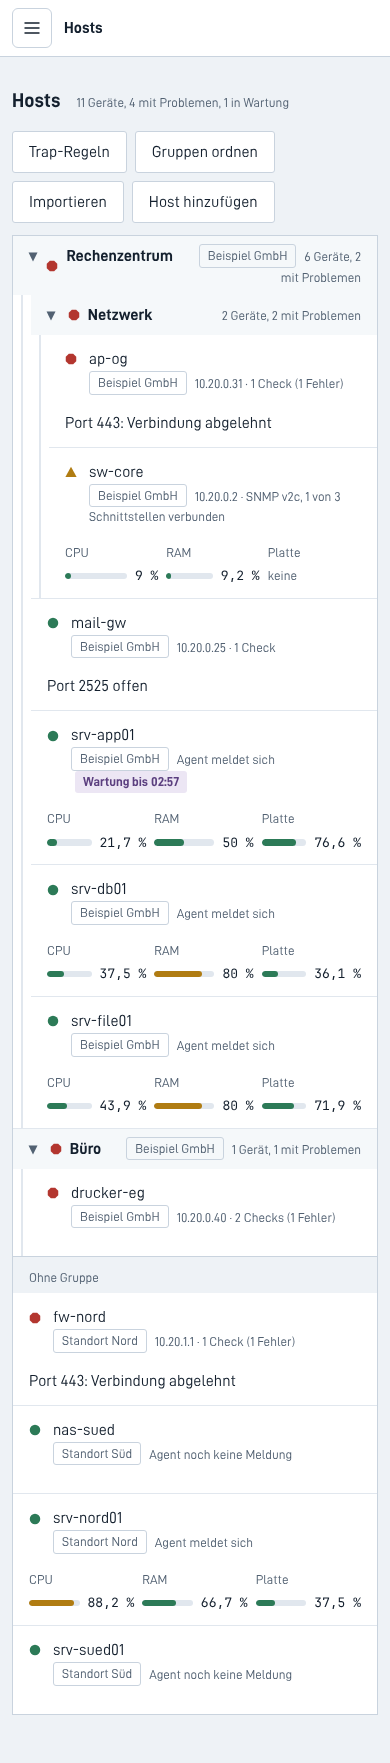 Hosts
Hosts 11 Geräte, 4 mit Problemen, 1 in Wartung
Trap-Regeln Gruppen ordnen
Importieren Host hinzufügen
Rechenzentrum Beispiel GmbH 6 Geräte, 2
mit Problemen
Netzwerk 2 Geräte, 2 mit Problemen
ap-og
Beispiel GmbH 10.20.0.31 · 1 Check (1 Fehler)
Port 443: Verbindung abgelehnt
sw-core
Beispiel GmbH 10.20.0.2 · SNMP v2c, 1 von 3
Schnittstellen verbunden
CPU RAM Platte
9 % 9,2 % keine
mail-gw
Beispiel GmbH 10.20.0.25 · 1 Check
Port 2525 offen
srv-app01
Beispiel GmbH Agent meldet sich
Wartung bis 02:57
CPU RAM Platte
21,7 % 50 % 76,6 %
srv-db01
Beispiel GmbH Agent meldet sich
CPU RAM Platte
37,5 % 80 % 36,1 %
srv-file01
Beispiel GmbH Agent meldet sich
CPU RAM Platte
43,9 % 80 % 71,9 %
Büro Beispiel GmbH 1 Gerät, 1 mit Problemen
drucker-eg
Beispiel GmbH 10.20.0.40 · 2 Checks (1 Fehler)
Ohne Gruppe
fw-nord
Standort Nord 10.20.1.1 · 1 Check (1 Fehler)
Port 443: Verbindung abgelehnt
nas-sued
Standort Süd Agent noch keine Meldung
srv-nord01
Standort Nord Agent meldet sich
CPU RAM Platte
88,2 % 66,7 % 37,5 %
srv-sued01
Standort Süd Agent noch keine Meldung